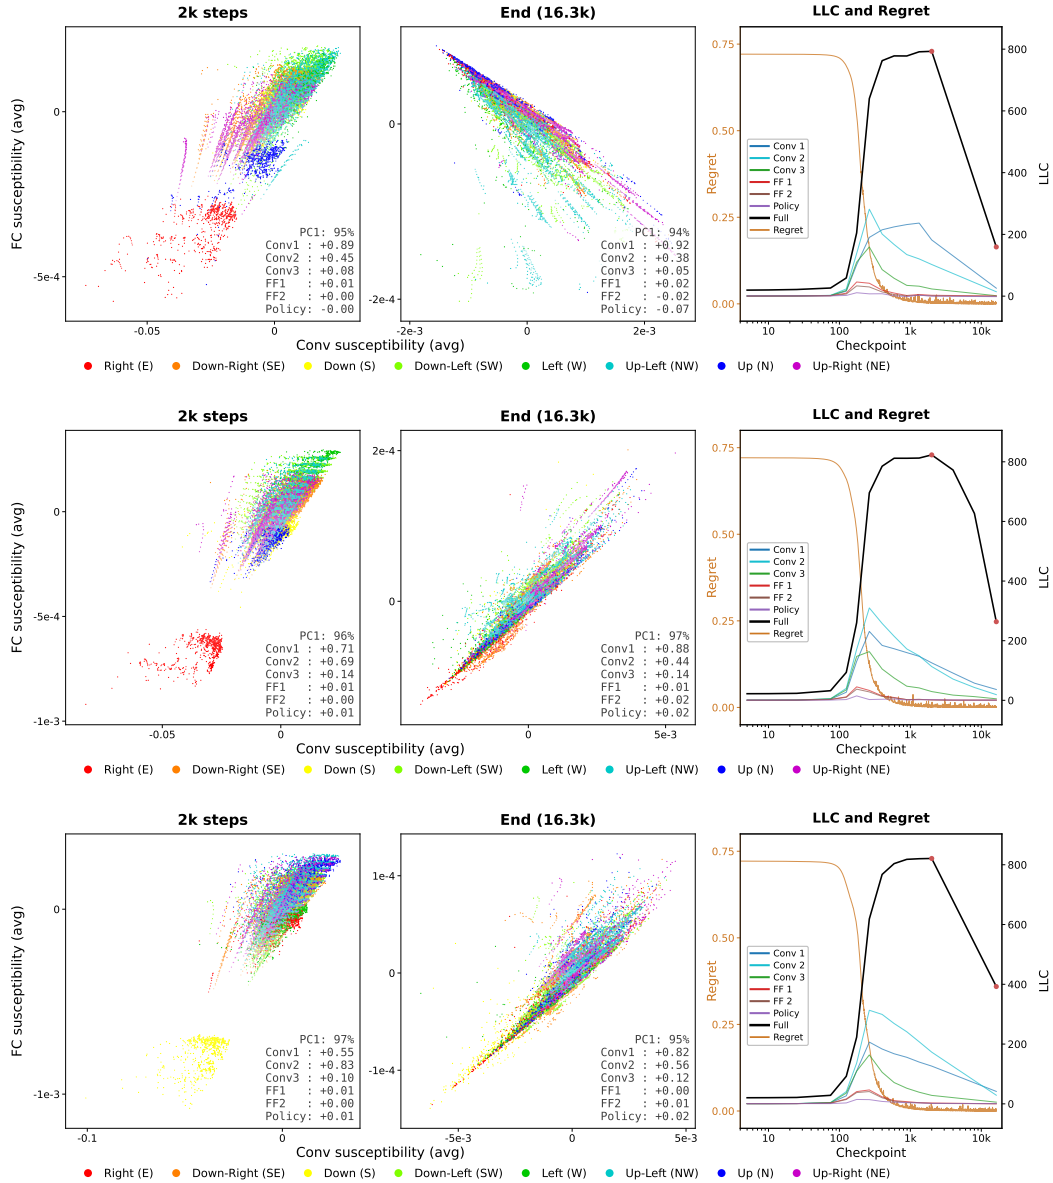 2k steps
End (16.3k)
LLC and Regret
FC susceptibility (avg)
0
-5e-4
-0.05
0
PC1: 95%
Conv1 : +0.89
Conv2 : +0.45
Conv3 : +0.08
FF1 : +0.01
FF2 : +0.00
Policy: -0.00
0
-2e-4
-2e-3
0
2e-3
PC1: 94%
Conv1 : +0.92
Conv2 : +0.38
Conv3 : +0.05
FF1 : +0.02
FF2 : -0.02
Policy: -0.07
Conv susceptibility (avg)
Regret
0.75
0.50
0.25
0.00
Conv 1
Conv 2
Conv 3
FF 1
FF 2
Policy
Full
Regret
800
600
400
200
0
LLC
10
100
1k
10k
Checkpoint
Right (E)
Down-Right (SE)
Down (S)
Down-Left (SW)
Left (W)
Up-Left (NW)
Up (N)
Up-Right (NE)
2k steps
End (16.3k)
LLC and Regret
FC susceptibility (avg)
0
-5e-4
-1e-3
-0.05
0
PC1: 96%
Conv1 : +0.71
Conv2 : +0.69
Conv3 : +0.14
FF1 : +0.01
FF2 : +0.00
Policy: +0.01
2e-4
0
0
5e-3
PC1: 97%
Conv1 : +0.88
Conv2 : +0.44
Conv3 : +0.14
FF1 : +0.01
FF2 : +0.02
Policy: +0.02
Conv susceptibility (avg)
Regret
0.75
0.50
0.25
0.00
Conv 1
Conv 2
Conv 3
FF 1
FF 2
Policy
Full
Regret
800
600
400
200
0
LLC
10
100
1k
10k
Checkpoint
Right (E)
Down-Right (SE)
Down (S)
Down-Left (SW)
Left (W)
Up-Left (NW)
Up (N)
Up-Right (NE)
2k steps
End (16.3k)
LLC and Regret
FC susceptibility (avg)
0
-1e-3
-0.1
0
PC1: 97%
Conv1 : +0.55
Conv2 : +0.83
Conv3 : +0.10
FF1 : +0.01
FF2 : +0.00
Policy: +0.01
1e-4
0
-1e-4
-5e-3
0
5e-3
PC1: 95%
Conv1 : +0.82
Conv2 : +0.56
Conv3 : +0.12
FF1 : +0.00
FF2 : +0.01
Policy: +0.02
Conv susceptibility (avg)
Regret
0.75
0.50
0.25
0.00
Conv 1
Conv 2
Conv 3
FF 1
FF 2
Policy
Full
Regret
800
600
400
200
0
LLC
10
100
1k
10k
Checkpoint
Right (E)
Down-Right (SE)
Down (S)
Down-Left (SW)
Left (W)
Up-Left (NW)
Up (N)
Up-Right (NE)